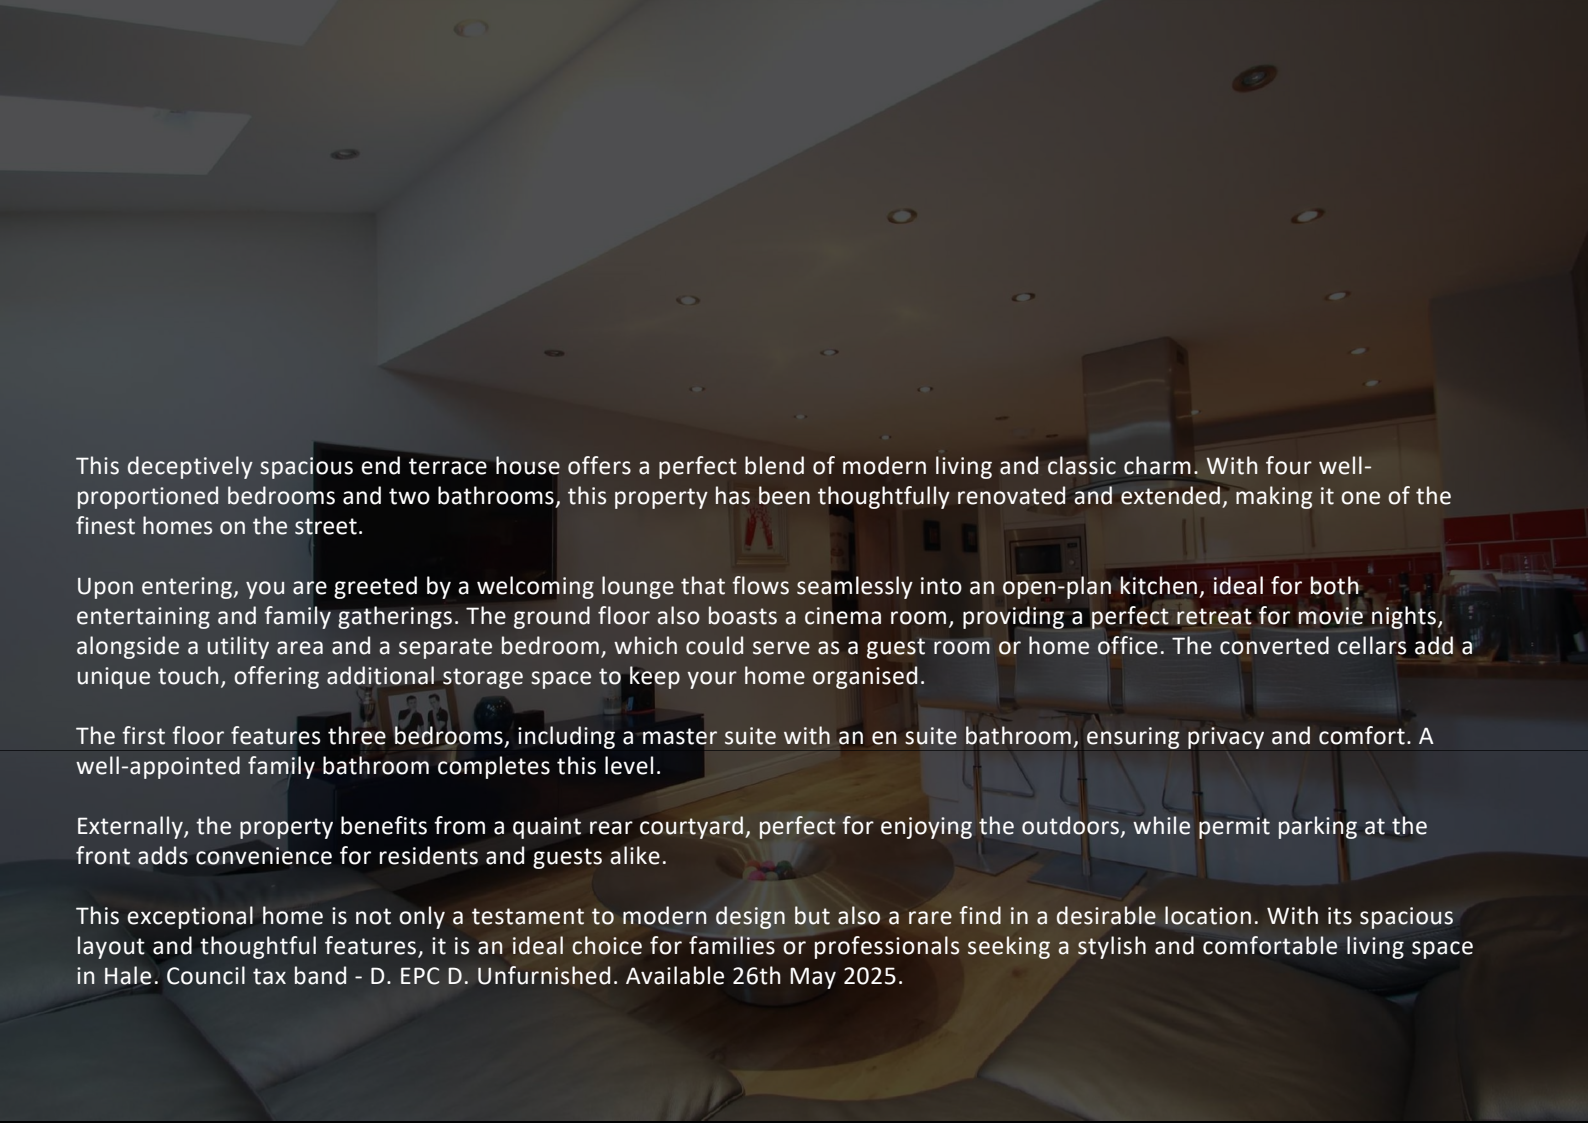 This deceptively spacious end terrace house offers a perfect blend of modern living and classic charm. With four well-
proportioned bedrooms and two bathrooms, this property has been thoughtfully renovated and extended, making it one of the
finest homes on the street.
Upon entering, you are greeted by a welcoming lounge that flows seamlessly into an open-plan kitchen, ideal for both
entertaining and family gatherings. The ground floor also boasts a cinema room, providing a perfect retreat for movie nights,
alongside a utility area and a separate bedroom, which could serve as a guest room or home office. The converted cellars add a
unique touch, offering additional storage space to keep your home organised.
The first floor features three bedrooms, including a master suite with an en suite bathroom, ensuring privacy and comfort. A
well-appointed family bathroom completes this level.
Externally, the property benefits from a quaint rear courtyard, perfect for enjoying the outdoors, while permit parking at the
front adds convenience for residents and guests alike.
This exceptional home is not only a testament to modern design but also a rare find in a desirable location. With its spacious
layout and thoughtful features, it is an ideal choice for families or professionals seeking a stylish and comfortable living space
in Hale. Council tax band - D. EPC D. Unfurnished. Available 26th May 2025.